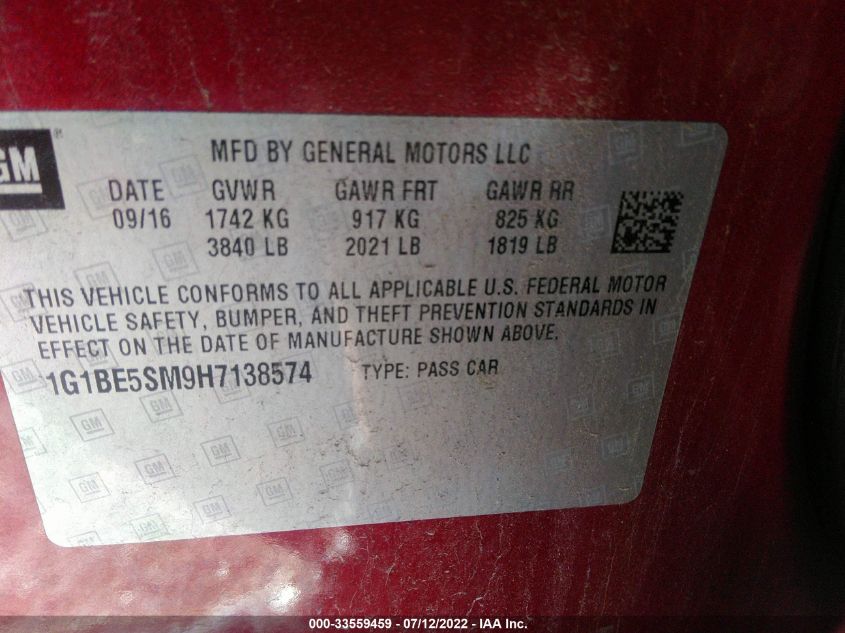 GM
®
MFD BY GENERAL MOTORS LLC
DATE GVWR GAWR FRT GAWR RR
09/16 1742 KG 917 KG 825 KG
3840 LB 2021 LB 1819 LB
THIS VEHICLE CONFORMS TO ALL APPLICABLE U.S. FEDERAL MOTOR
VEHICLE SAFETY, BUMPER, AND THEFT PREVENTION STANDARDS IN
EFFECT ON THE DATE OF MANUFACTURE SHOWN ABOVE.
1G1BE5SM9H7138574 TYPE: PASS CAR
000-33559459 - 07/12/2022 - IAA Inc.